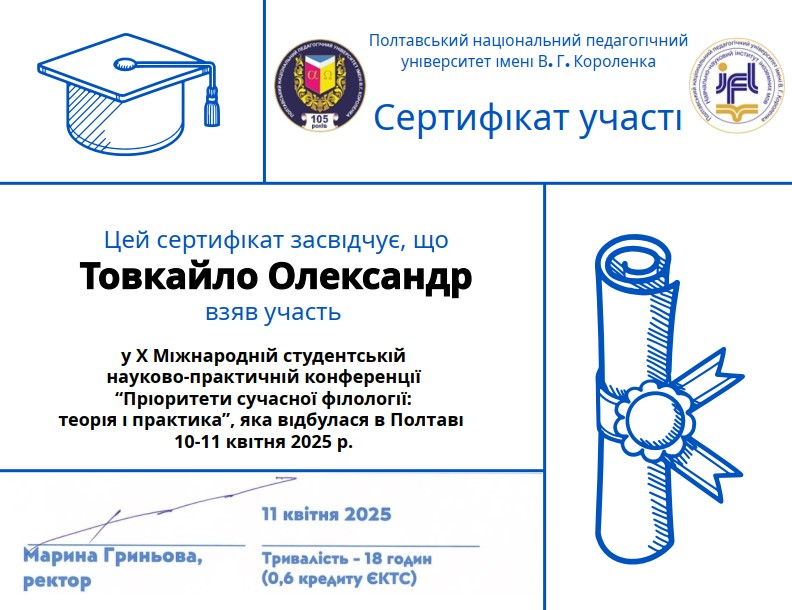 Полтавський національний педагогічний
університет імені В. Г. Короленка
Сертифікат участі
105
років
Цей сертифікат засвідчує, що
Товкайло Олександр
взяв участь
у X Міжнародній студентській
науково-практичній конференції
“Пріоритети сучасної філології:
теорія і практика”, яка відбулася в Полтаві
10-11 квітня 2025 р.
11 квітня 2025
Марина Гриньова,
ректор
Тривалість – 18 годин
(0,6 кредиту ЄКТС)